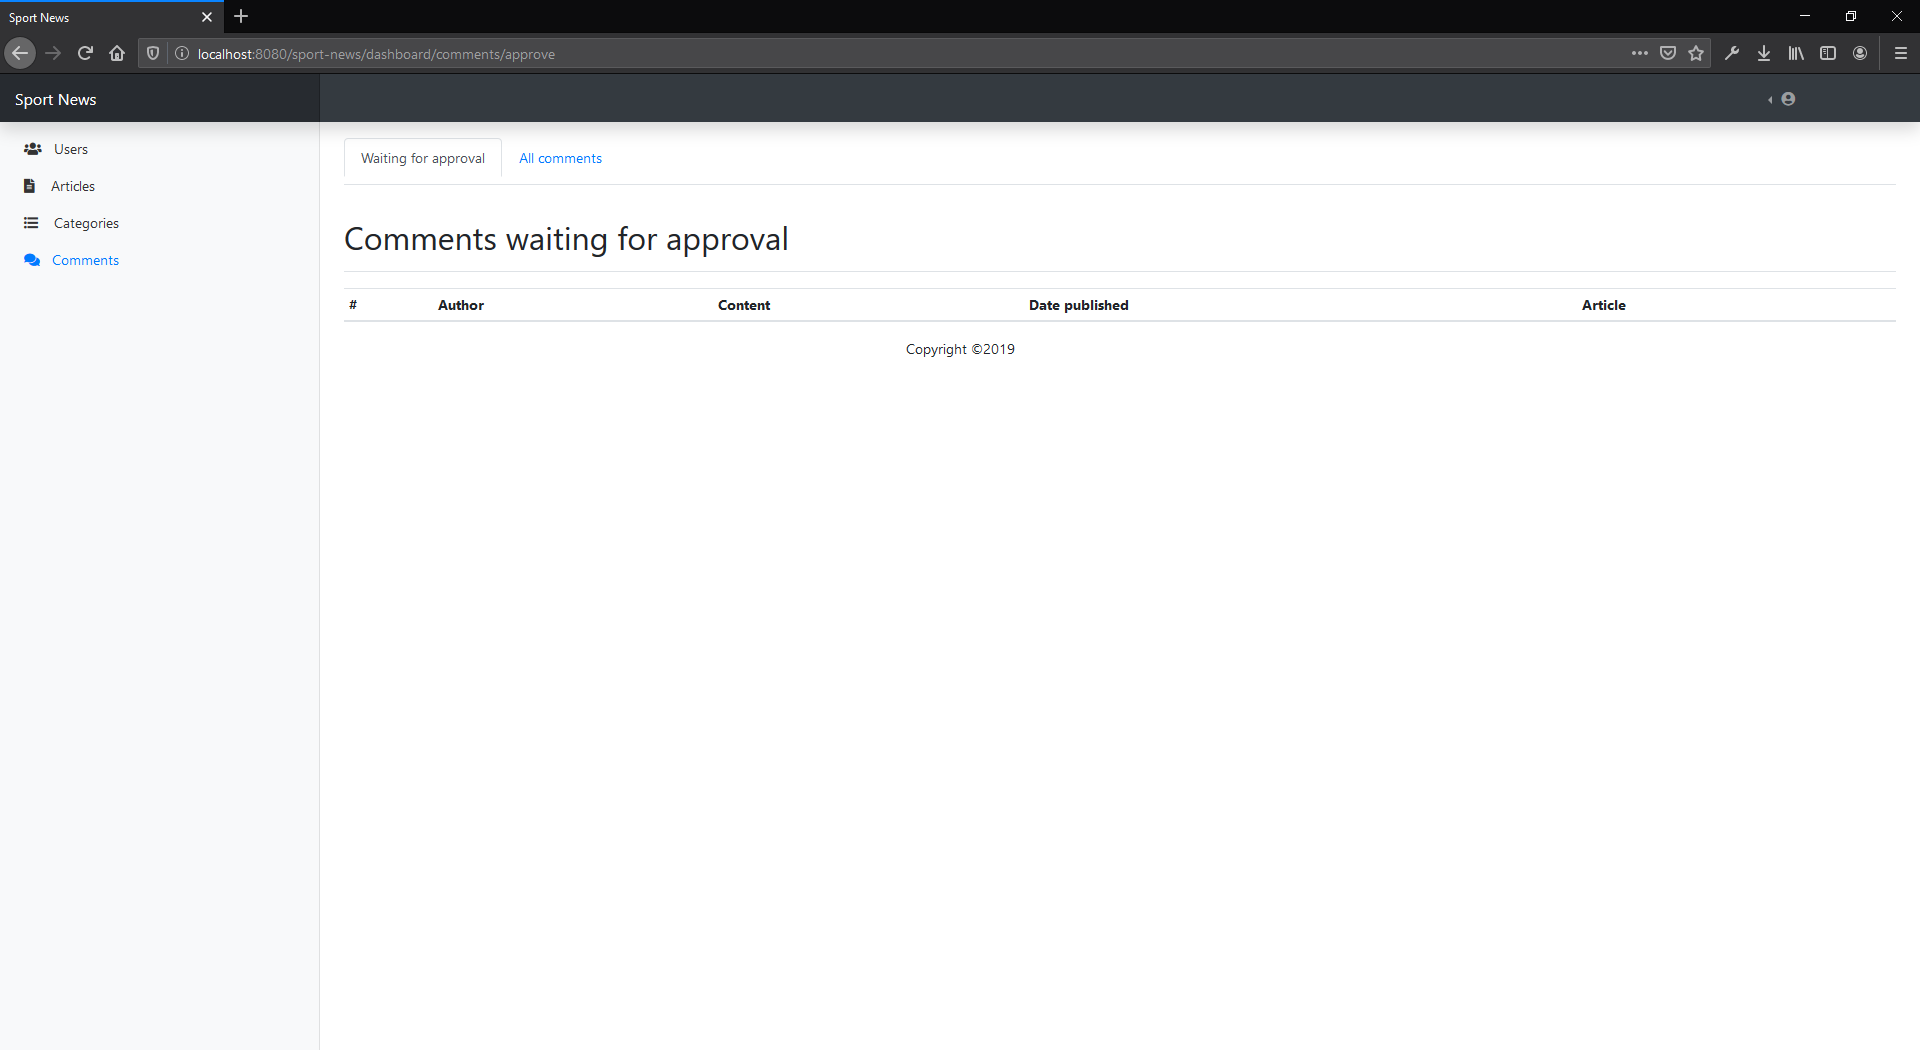 Sport News
localhost:8080/sport-news/dashboard/comments/approve
Sport News
Users
Articles
Categories
Comments
Waiting for approval
All comments
Comments waiting for approval
# Author Content Date published Article
Copyright ©2019